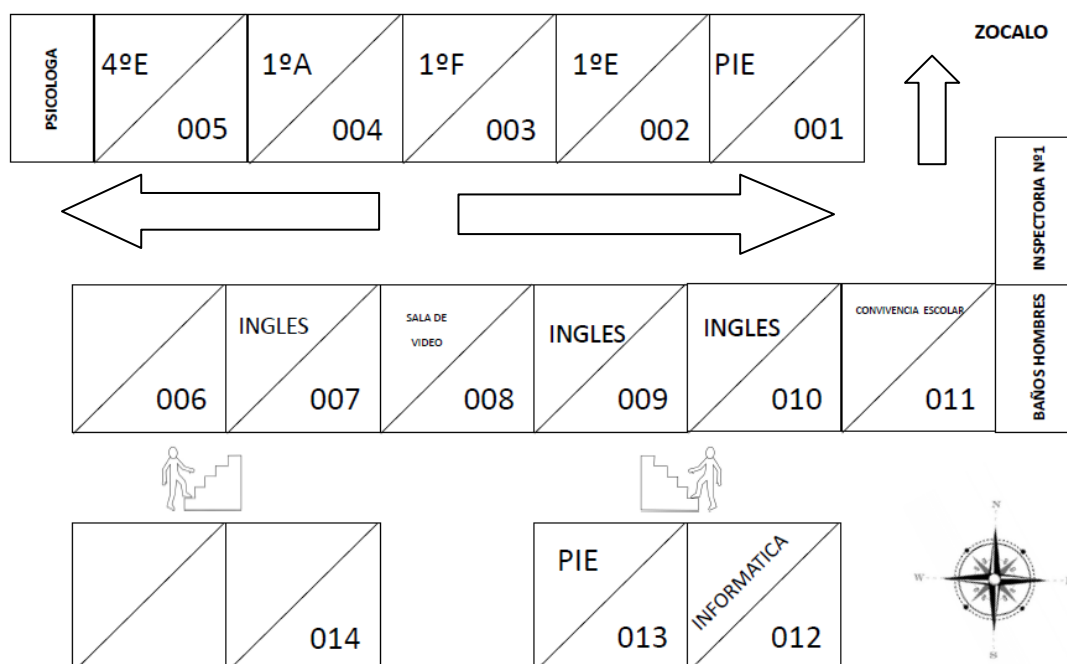 ZOCALO
PSICOLOGA
4ºE
1ºA
1ºF
1ºE
PIE
005
004
003
002
001
INSPECTORIA Nº1
INGLES
SALA DE
VIDEO
INGLES
INGLES
CONVIVENCIA ESCOLAR
006
007
008
009
010
011
BAÑOS HOMBRES
PIE
INFORMATICA
014
013
012
N
W
S